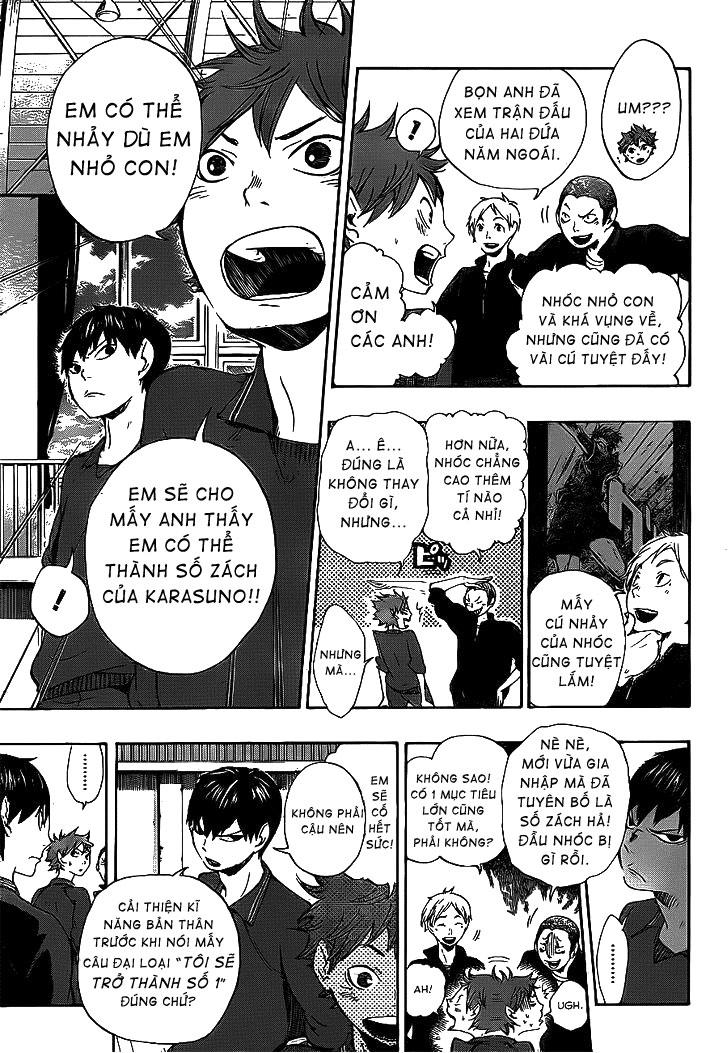 UM???
BỌN ANH ĐÃ
XEM TRẬN ĐẤU
CỦA HAI ĐỨA
NĂM NGOÁI.
!
NHÓC NHỎ CON
VÀ KHÁ VỤNG VỀ,
NHƯNG CŨNG ĐÃ CÓ
VÀI CÚ TUYỆT ĐẤY!
CẢM
ƠN
CÁC ANH!
EM CÓ THỂ
NHẢY DÙ EM
NHỎ CON!
MẤY
CÚ NHẢY
CỦA NHÓC
CŨNG TUYỆT
LẮM!
HƠN NỮA,
NHÓC CHẲNG
CAO THÊM
TÍ NÀO
CẢ NHỈ!
A... Ê...
ĐÚNG LÀ
KHÔNG THAY
ĐỔI GÌ,
NHƯNG...
ピッ
NHƯNG
MÀ...
EM SẼ CHO
MẤY ANH THẤY
EM CÓ THỂ
THÀNH SỐ ZÁCH
CỦA KARASUNO!!
!
.......
NÈ NÈ,
MỚI VỪA GIA
NHẬP MÀ ĐÃ
TUYÊN BỐ LÀ
SỐ ZÁCH HẢ!
ĐẦU NHÓC BỊ
GÌ RỒI.
KHÔNG SAO!
CÓ 1 MỤC TIÊU
LỚN CŨNG
TỐT MÀ,
PHẢI KHÔNG?
AH!
UGH.
EM
SẼ
CỐ
HẾT
SỨC!
KHÔNG PHẢI
CẬU NÊN
CẢI THIỆN KĨ
NĂNG BẢN THÂN
TRƯỚC KHI NÓI MẤY
CÂU ĐẠI LOẠI “TÔI SẼ
TRỞ THÀNH SỐ 1”
ĐÚNG CHỨ?
.......